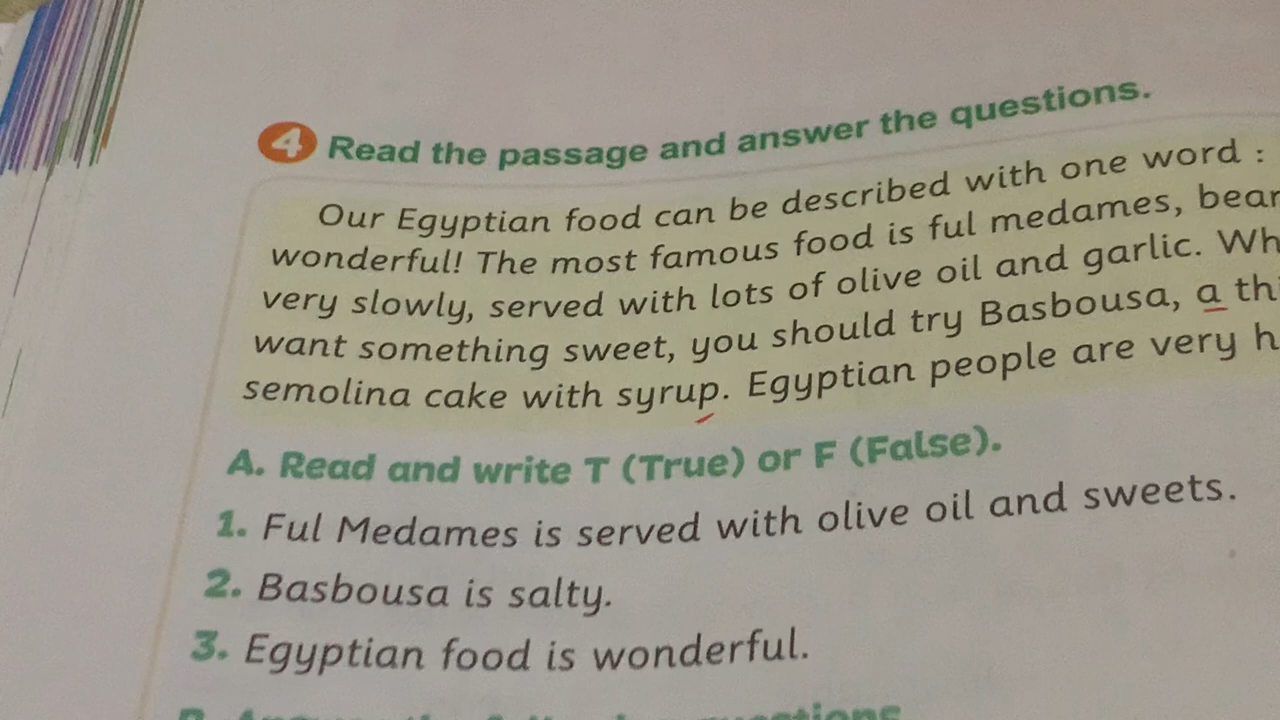 4 Read the passage and answer the questions.
Our Egyptian food can be described with one word :
wonderful! The most famous food is ful medames,
very slowly, served with lots of olive oil and garlic.
want something sweet, you should try Basbousa, a
semolina cake with syrup. Egyptian people are very
A. Read and write T (True) or F (False).
1. Ful Medames is served with olive oil and sweets.
2. Basbousa is salty.
3. Egyptian food is wonderful.